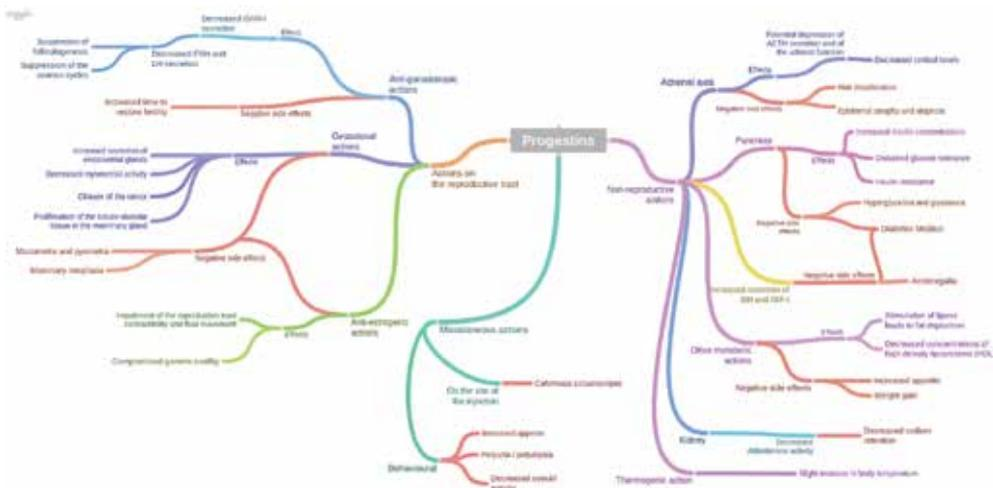 Progestins
Actions on
the reproductive tract
Anti-gonadotropic
actions
Effect
Decreased GnRH
secretion
Decreased FSH and
LH secretion
Suspension of
folliculogenesis
Suppression of the
ovarian cycles
Negative side effects
Increased time to
restore fertility
Gestational
actions
Effects
Increased secretion of
endometrial glands
Decreased myometrial activity
Closure of the cervix
Proliferation of the tubulo-alveolar
tissue in the mammary gland
Negative side effects
Mucometra and pyometra
Mammary neoplasia
Anti-estrogenic
actions
Effects
Impairment of the reproductive tract
contractility and fluid movement
Compromised gamete motility
Miscellaneous actions
On the site of
the injection
Cutaneous
Behavioural
Increased appetite
Polyuria / polydipsia
Decreased sexual
Non-reproductive
actions
Adrenal axis
Effects
Potential depression of
ACTH secretion and of
the adrenal function
Decreased cortisol levels
Negative side effects
Hair discoloration
Epidermal atrophy and alopecia
Pancreas
Effects
Increased insulin concentrations
glucose tolerance
Insulin resistance
Negative side
effects
Hyperglycemia and glycosuria
Diabetes Mellitus
Increased secretion of
GH and IGF-I
Negative side effects
Acromegalia
Other metabolic
actions
Effects
Stimulation of lipase
leads to fat deposition
Decreased concentrations of
high density lipoproteins (HDL)
Negative side effects
Increased appetite
Weight gain
Kidney
Decreased
Aldosterone activity
Decreased sodium
retention
Thermogenic action
Slight increase in body temperature